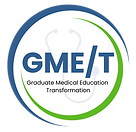 GME/T
Graduate Medical Education
Transformation